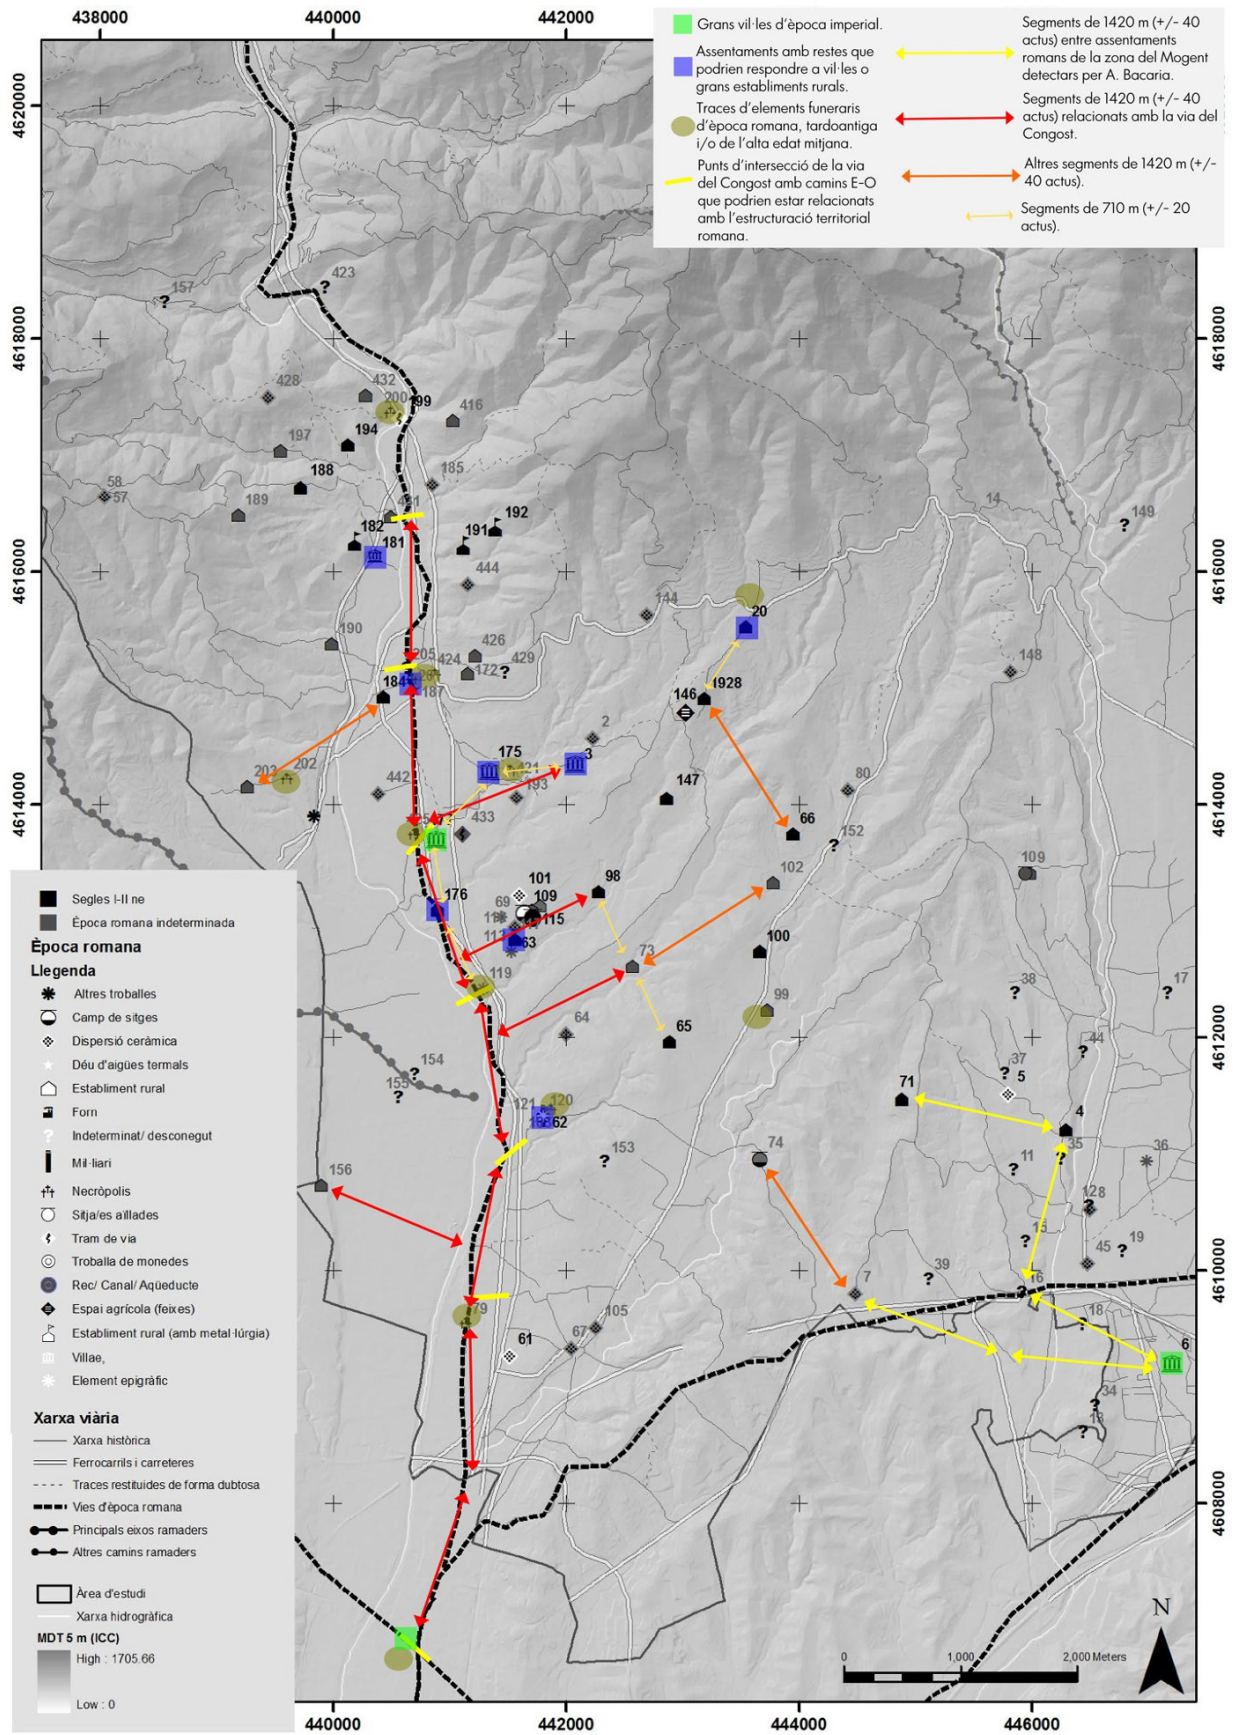 438000
440000
442000
Grans vil·les d'època imperial.
Assentaments amb restes que
podrien respondre a vil·les o
grans establiments rurals.
Traces d'elements funeraris
d'època romana, tardoantiga
i/o de l'alta edat mitjana.
Punts d'intersecció de la via
del Congost amb camins E-O
que podrien estar relacionats
amb l'estructuració territorial
romana.
Segments de 1420 m (+/- 40
actus) entre assentaments
romans de la zona del Mogent
detectars per A. Bacaria.
Segments de 1420 m (+/- 40
actus) relacionats amb la via del
Congost.
Altres segments de 1420 m (+/-
40 actus).
Segments de 710 m (+/- 20
actus).
4620000
4618000
4618000
4616000
4616000
4614000
4614000
4612000
4612000
4610000
4610000
4608000
157
423
428
432
200
199
416
194
197
188
185
58
57
189
182
181
191
192
444
14
149
144
20
190
205
424
426
429
172
187
184
148
146
1928
2
203
202
175
3
193
442
433
147
80
66
152
102
109
176
101
98
69
109
115
63
119
73
100
99
38
17
64
65
44
37
5
154
155
71
4
35
36
121
120
62
153
74
11
156
128
15
19
45
39
7
16
18
6
79
105
67
61
34
13
Segles I-II ne
Època romana indeterminada
Època romana
Llegenda
Altres troballes
Camp de sitges
Dispersió ceràmica
Déu d'aigües termals
Establiment rural
Forn
Indeterminat/ desconegut
Mil·liari
Necròpolis
Sitja/es aïllades
Tram de via
Troballa de monedes
Rec/ Canal/ Aqüeducte
Espai agrícola (feixes)
Establiment rural (amb metal·lúrgia)
Villae,
Element epigràfic
Xarxa viària
Xarxa històrica
Ferrocarrils i carreteres
Traces restituides de forma dubtosa
Vies d'època romana
Principals eixos ramaders
Altres camins ramaders
Àrea d'estudi
Xarxa hidrogràfica
MDT 5 m (ICC)
High : 1705.66
Low : 0
N
0
1,000
2,000 Meters
440000
442000
444000
446000